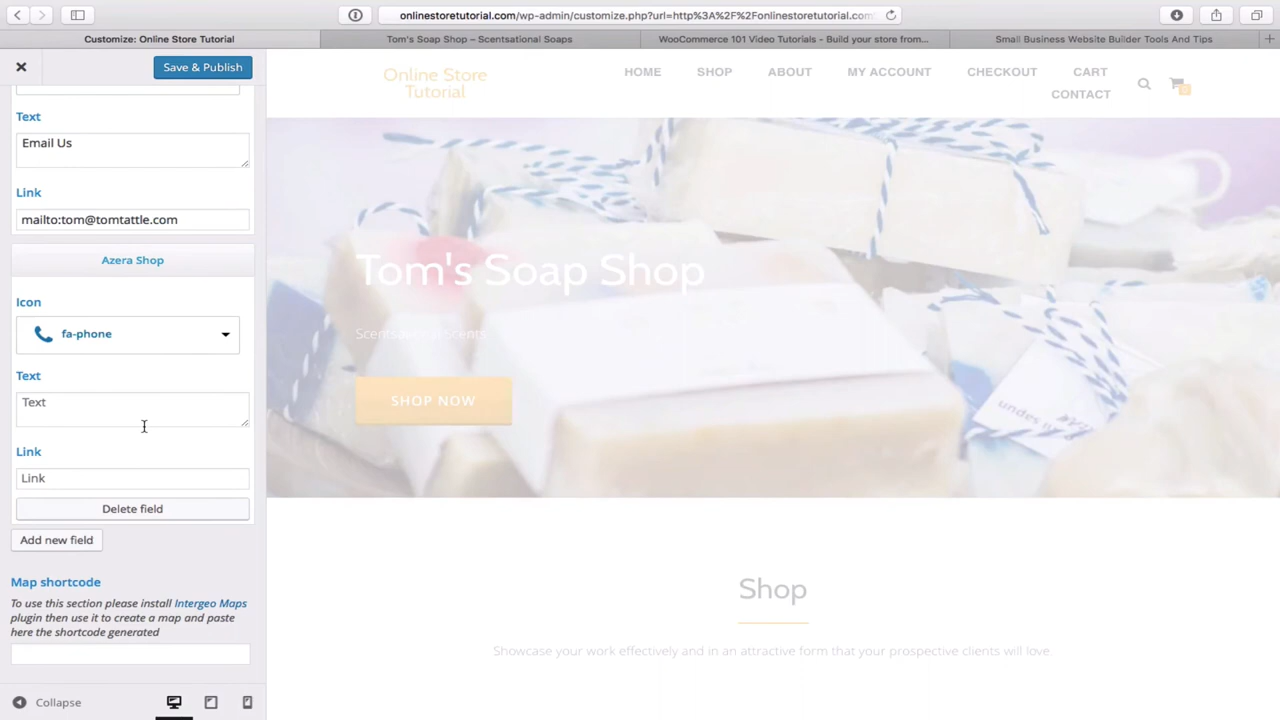 onlinestoretutorial.com/wp-admin/customize.php?url=http%3A%2F%2Fonlinestoretutorial.com
Customize: Online Store Tutorial
Tom's Soap Shop – Scentsational Soaps
WooCommerce 101 Video Tutorials - Build your store from...
Small Business Website Builder Tools And Tips
Save & Publish
Text
Email Us
Link
mailto:tom@tomtattle.com
Azera Shop
Icon
fa-phone
Text
Text
Link
Link
Delete field
Add new field
Map shortcode
To use this section please install Intergeo Maps
plugin then use it to create a map and paste
here the shortcode generated
Collapse
Online Store
Tutorial
HOME SHOP ABOUT MY ACCOUNT CHECKOUT CART
CONTACT
0
Tom's Soap Shop
SHOP NOW
Shop
Showcase your work effectively and in an attractive form that your prospective clients will love.